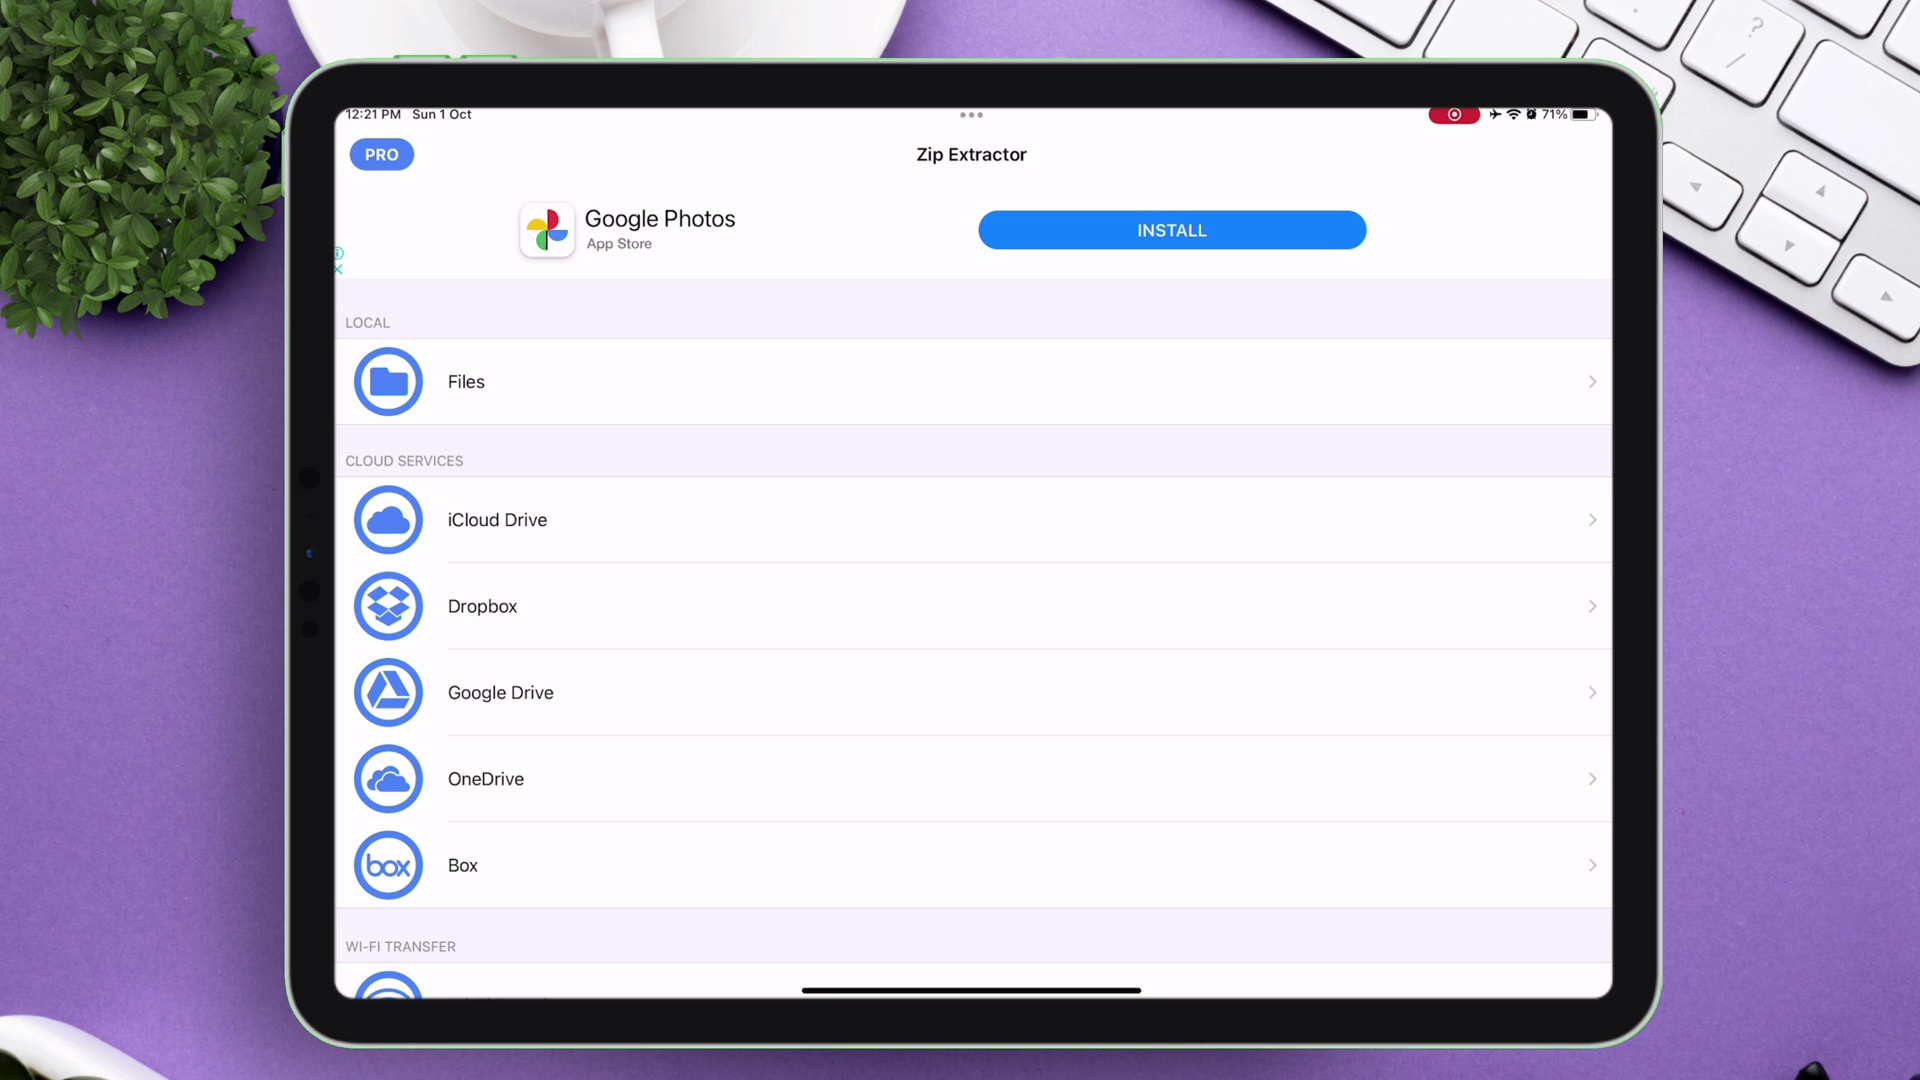 12:21 PM Sun 1 Oct
71%
PRO
Zip Extractor
Google Photos
App Store
INSTALL
LOCAL
Files
CLOUD SERVICES
iCloud Drive
Dropbox
Google Drive
OneDrive
box
Box
WI-FI TRANSFER
?
/